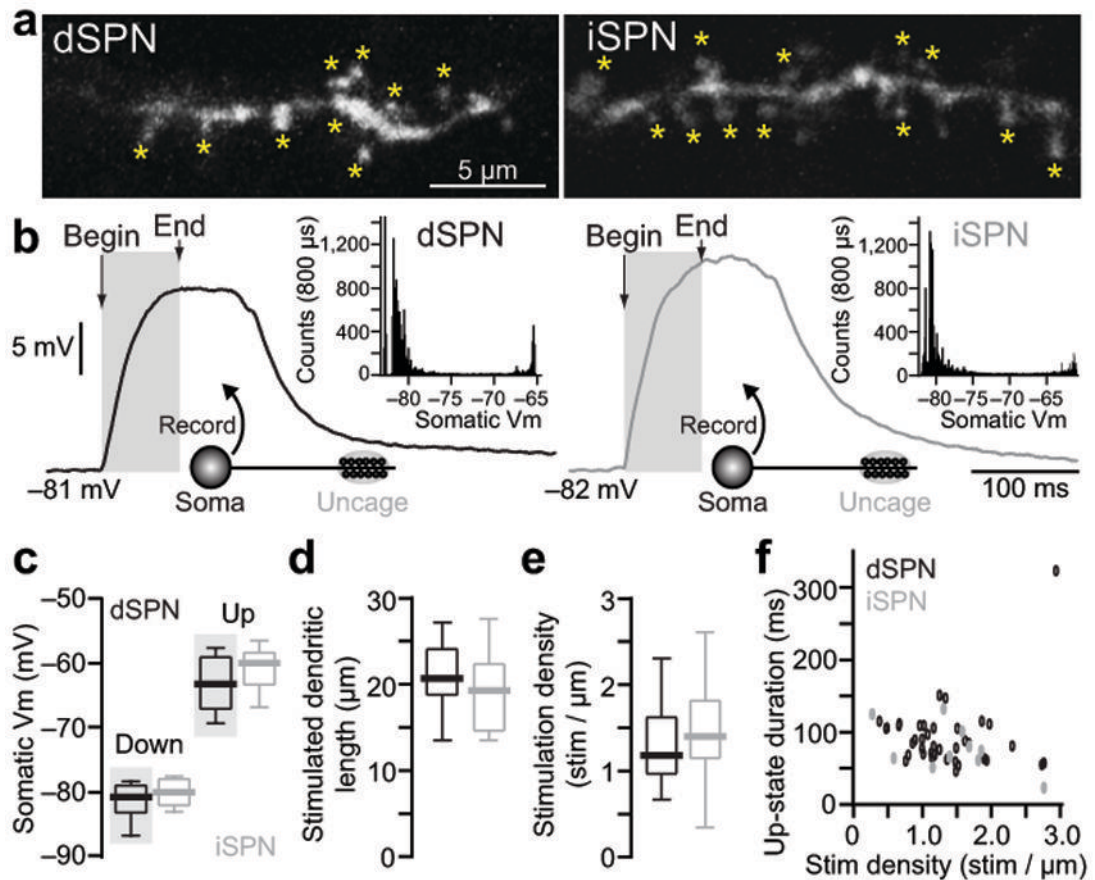 a
dSPN
* * * * * * * * * *
5 µm
iSPN
* * * * * * * * * * * * *
b
Begin
End
dSPN
Counts (800 µs)
1,200
800
400
0
−80 −75 −70 −65
Somatic Vm
5 mV
Record
−81 mV
Soma
Uncage
Begin
End
iSPN
Counts (800 µs)
1,200
800
400
0
−80 −75 −70 −65
Somatic Vm
Record
−82 mV
Soma
Uncage
100 ms
c
Somatic Vm (mV)
−50
−60
−70
−80
−90
dSPN
Up
Down
iSPN
d
Stimulated dendritic
length (µm)
30
20
10
0
e
Stimulation density
(stim / µm)
3
2
1
0
f
Up-state duration (ms)
300
200
100
0
dSPN
iSPN
0 1.0 2.0 3.0
Stim density (stim / µm)